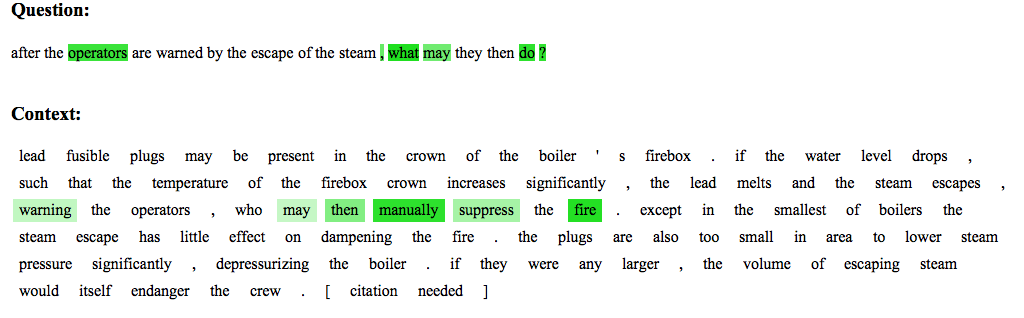 Question:
after the operators are warned by the escape of the steam , what may they then do ?
Context:
lead fusible plugs may be present in the crown of the boiler ' s firebox . if the water level drops ,
such that the temperature of the firebox crown increases significantly , the lead melts and the steam escapes ,
warning the operators , who may then manually suppress the fire . except in the smallest of boilers the
steam escape has little effect on dampening the fire . the plugs are also too small in area to lower steam
pressure significantly , depressurizing the boiler . if they were any larger , the volume of escaping steam
would itself endanger the crew . [ citation needed ]